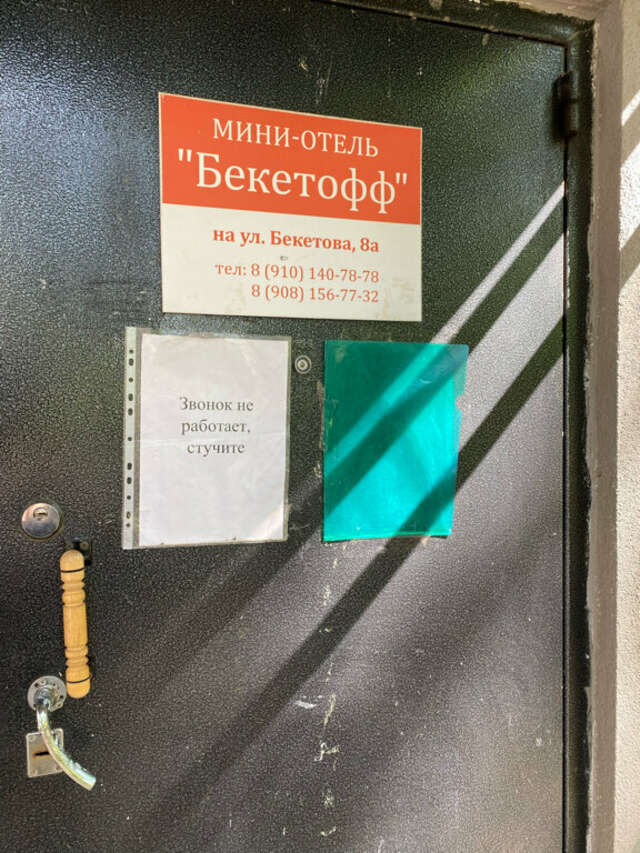 МИНИ-ОТЕЛЬ
"Бекетофф"
на ул. Бекетова, 8а
тел: 8 (910) 140-78-78
8 (908) 156-77-32
Звонок не
работает,
стучите